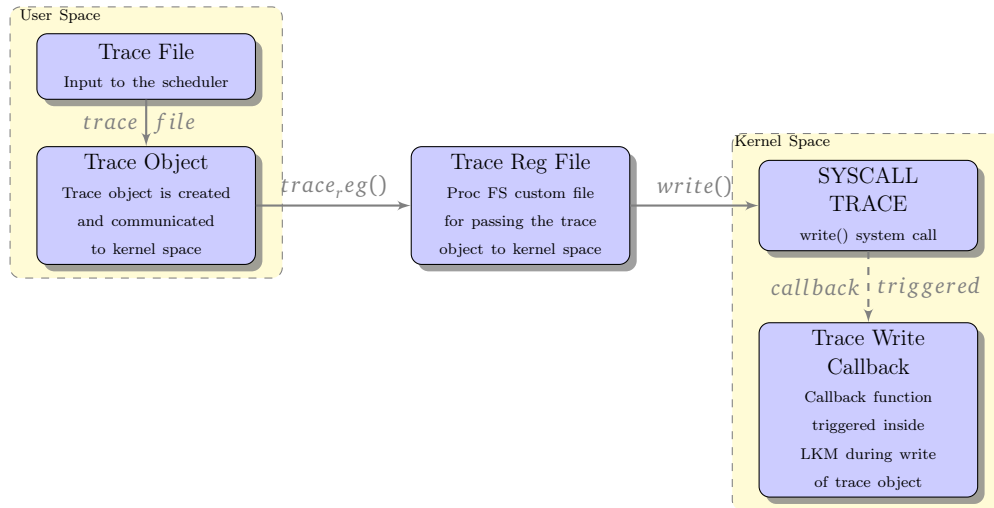 User Space
Trace File
Input to the scheduler
trace file
Trace Object
Trace object is created
and communicated
to kernel space
trace_reg()
Trace Reg File
Proc FS custom file
for passing the trace
object to kernel space
write()
Kernel Space
SYSCALL
TRACE
write() system call
callback triggered
Trace Write
Callback
Callback function
triggered inside
LKM during write
of trace object